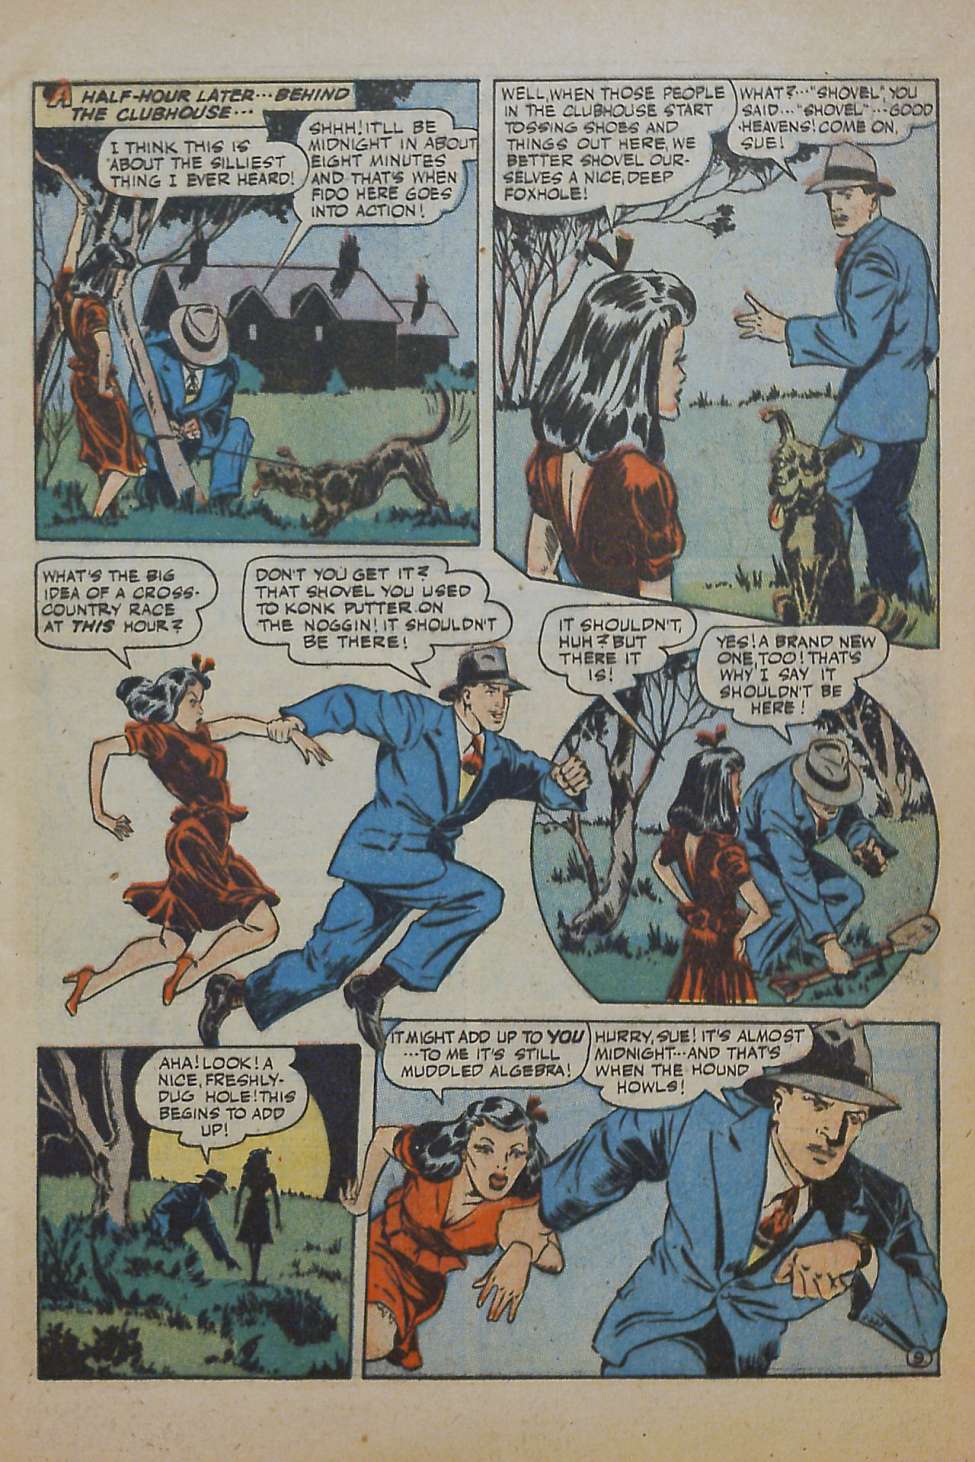 A HALF-HOUR LATER... BEHIND
THE CLUBHOUSE...
I THINK THIS IS
ABOUT THE SILLIEST
THING I EVER HEARD!
SHHH! IT'LL BE
MIDNIGHT IN ABOUT
EIGHT MINUTES
AND THAT'S WHEN
FIDO HERE GOES
INTO ACTION!
WELL, WHEN THOSE PEOPLE
IN THE CLUBHOUSE START
TOSSING SHOES AND
THINGS OUT HERE, WE
BETTER SHOVEL OUR-
SELVES A NICE, DEEP
FOXHOLE!
WHAT?..."SHOVEL", YOU
SAID..."SHOVEL"...GOOD
HEAVENS! COME ON,
SUE!
WHAT'S THE BIG
IDEA OF A CROSS-
COUNTRY RACE
AT THIS HOUR?
DON'T YOU GET IT?
THAT SHOVEL YOU USED
TO KONK PUTTER ON
THE NOGGIN! IT SHOULDN'T
BE THERE!
IT SHOULDN'T,
HUH? BUT
THERE IT
IS!
YES! A BRAND NEW
ONE, TOO! THAT'S
WHY I SAY IT
SHOULDN'T BE
HERE!
AHA! LOOK! A
NICE, FRESHLY-
DUG HOLE! THIS
BEGINS TO ADD
UP!
IT MIGHT ADD UP TO YOU
...TO ME IT'S STILL
MUDDLED ALGEBRA!
HURRY, SUE! IT'S ALMOST
MIDNIGHT...AND THAT'S
WHEN THE HOUND
HOWLS!
9